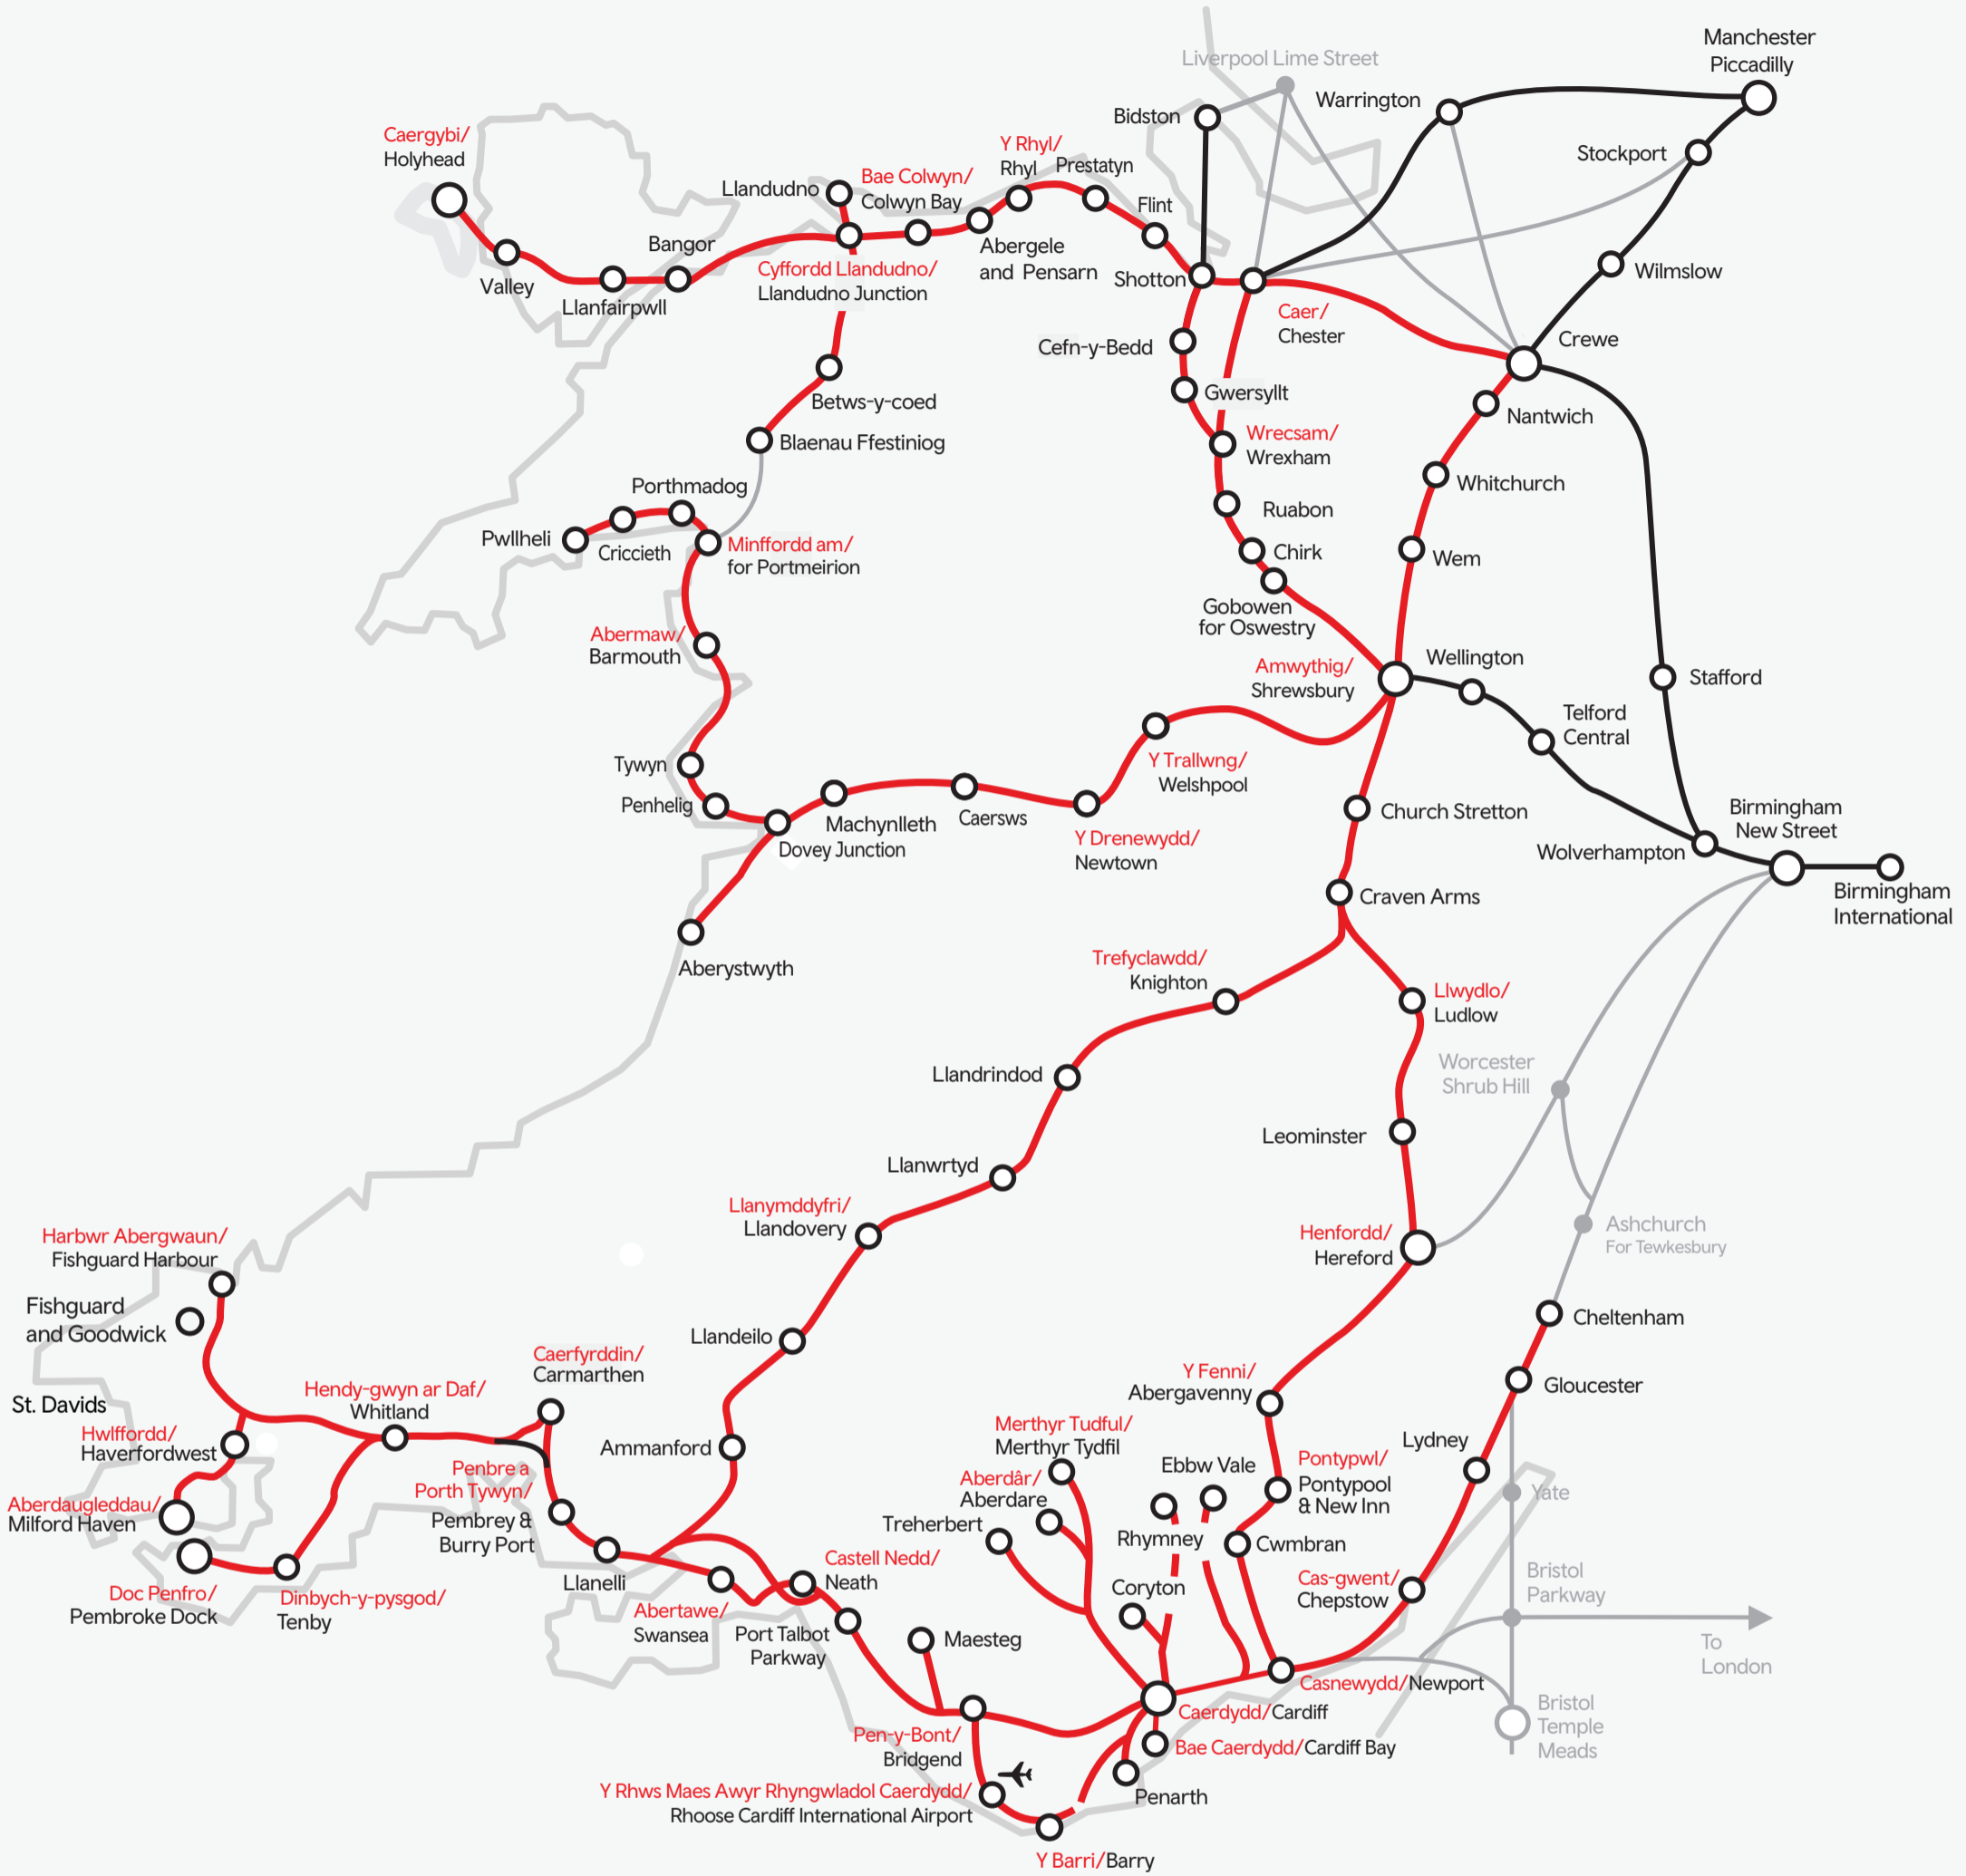 Manchester
Piccadilly
Liverpool Lime Street
Warrington
Bidston
Stockport
Caergybi/
Holyhead
Y Rhyl/
Rhyl
Prestatyn
Llandudno
Bae Colwyn/
Colwyn Bay
Flint
Bangor
Abergele
and Pensarn
Valley
Llanfairpwll
Cyffordd Llandudno/
Llandudno Junction
Shotton
Wilmslow
Caer/
Chester
Crewe
Cefn-y-Bedd
Gwersyllt
Betws-y-coed
Nantwich
Blaenau Ffestiniog
Wrecsam/
Wrexham
Whitchurch
Porthmadog
Ruabon
Pwllheli
Criccieth
Minffordd am/
for Portmeirion
Chirk
Wem
Gobowen
for Oswestry
Abermaw/
Barmouth
Amwythig/
Shrewsbury
Wellington
Stafford
Telford
Central
Tywyn
Y Trallwng/
Welshpool
Penhelig
Machynlleth
Dovey Junction
Caersws
Y Drenewydd/
Newtown
Church Stretton
Birmingham
New Street
Wolverhampton
Birmingham
International
Craven Arms
Aberystwyth
Trefyclawdd/
Knighton
Llwydlo/
Ludlow
Llandrindod
Worcester
Shrub Hill
Leominster
Llanwrtyd
Llanymddyfri/
Llandovery
Henfordd/
Hereford
Ashchurch
For Tewkesbury
Harbwr Abergwaun/
Fishguard Harbour
Fishguard
and Goodwick
Cheltenham
Llandeilo
Caerfyrddin/
Carmarthen
Y Fenni/
Abergavenny
Gloucester
St. Davids
Hendy-gwyn ar Daf/
Whitland
Hwlffordd/
Haverfordwest
Ammanford
Merthyr Tudful/
Merthyr Tydfil
Lydney
Penbre a
Porth Tywyn/
Pembrey &
Burry Port
Aberdâr/
Aberdare
Ebbw Vale
Pontypwl/
Pontypool
& New Inn
Yate
Aberdaugleddau/
Milford Haven
Treherbert
Rhymney
Cwmbran
Doc Penfro/
Pembroke Dock
Dinbych-y-pysgod/
Tenby
Llanelli
Castell Nedd/
Neath
Coryton
Cas-gwent/
Chepstow
Bristol
Parkway
Abertawe/
Swansea
Port Talbot
Parkway
Maesteg
To
London
Casnewydd/Newport
Caerdydd/Cardiff
Bristol
Temple
Meads
Pen-y-Bont/
Bridgend
Bae Caerdydd/Cardiff Bay
Y Rhws Maes Awyr Rhyngwladol Caerdydd/
Rhoose Cardiff International Airport
Penarth
Y Barri/Barry